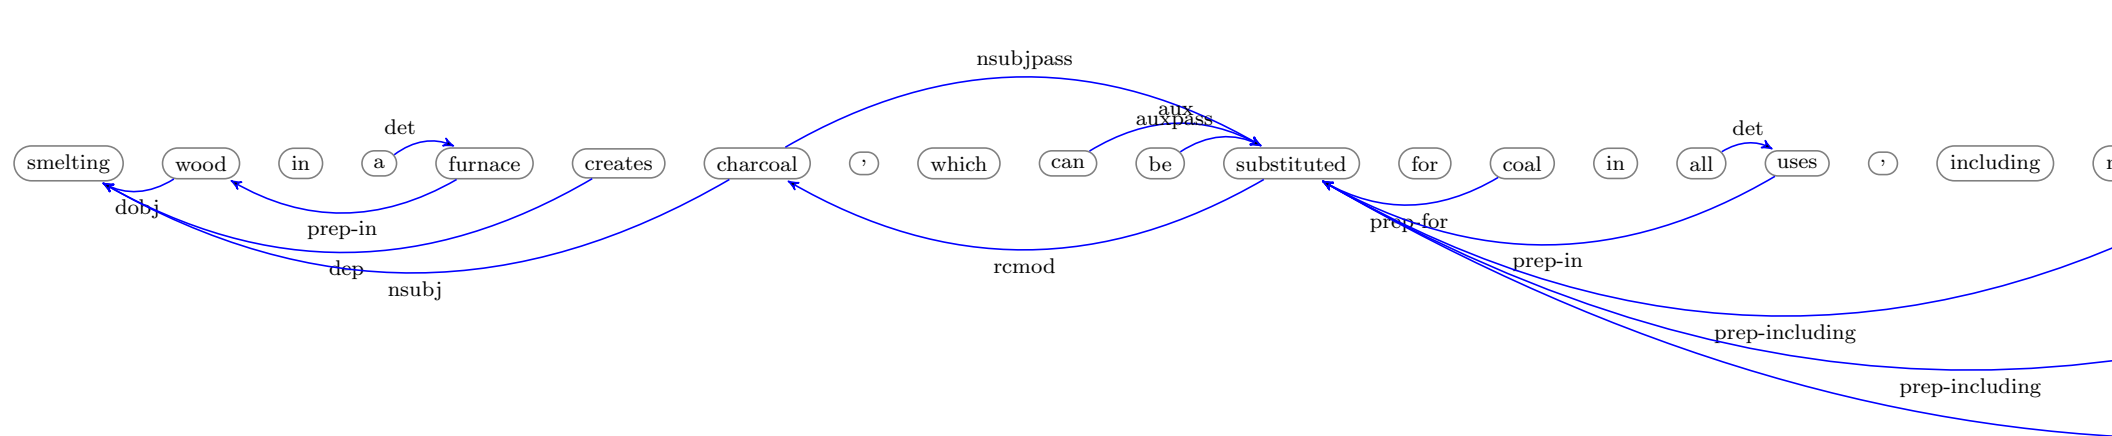 nsubjpass
aux
auxpass
det
det
smelting wood in a furnace creates charcoal , which can be substituted for coal in all uses , including
dobj
prep-for
prep-in
prep-in
rcmod
dep
nsubj
prep-including
prep-including